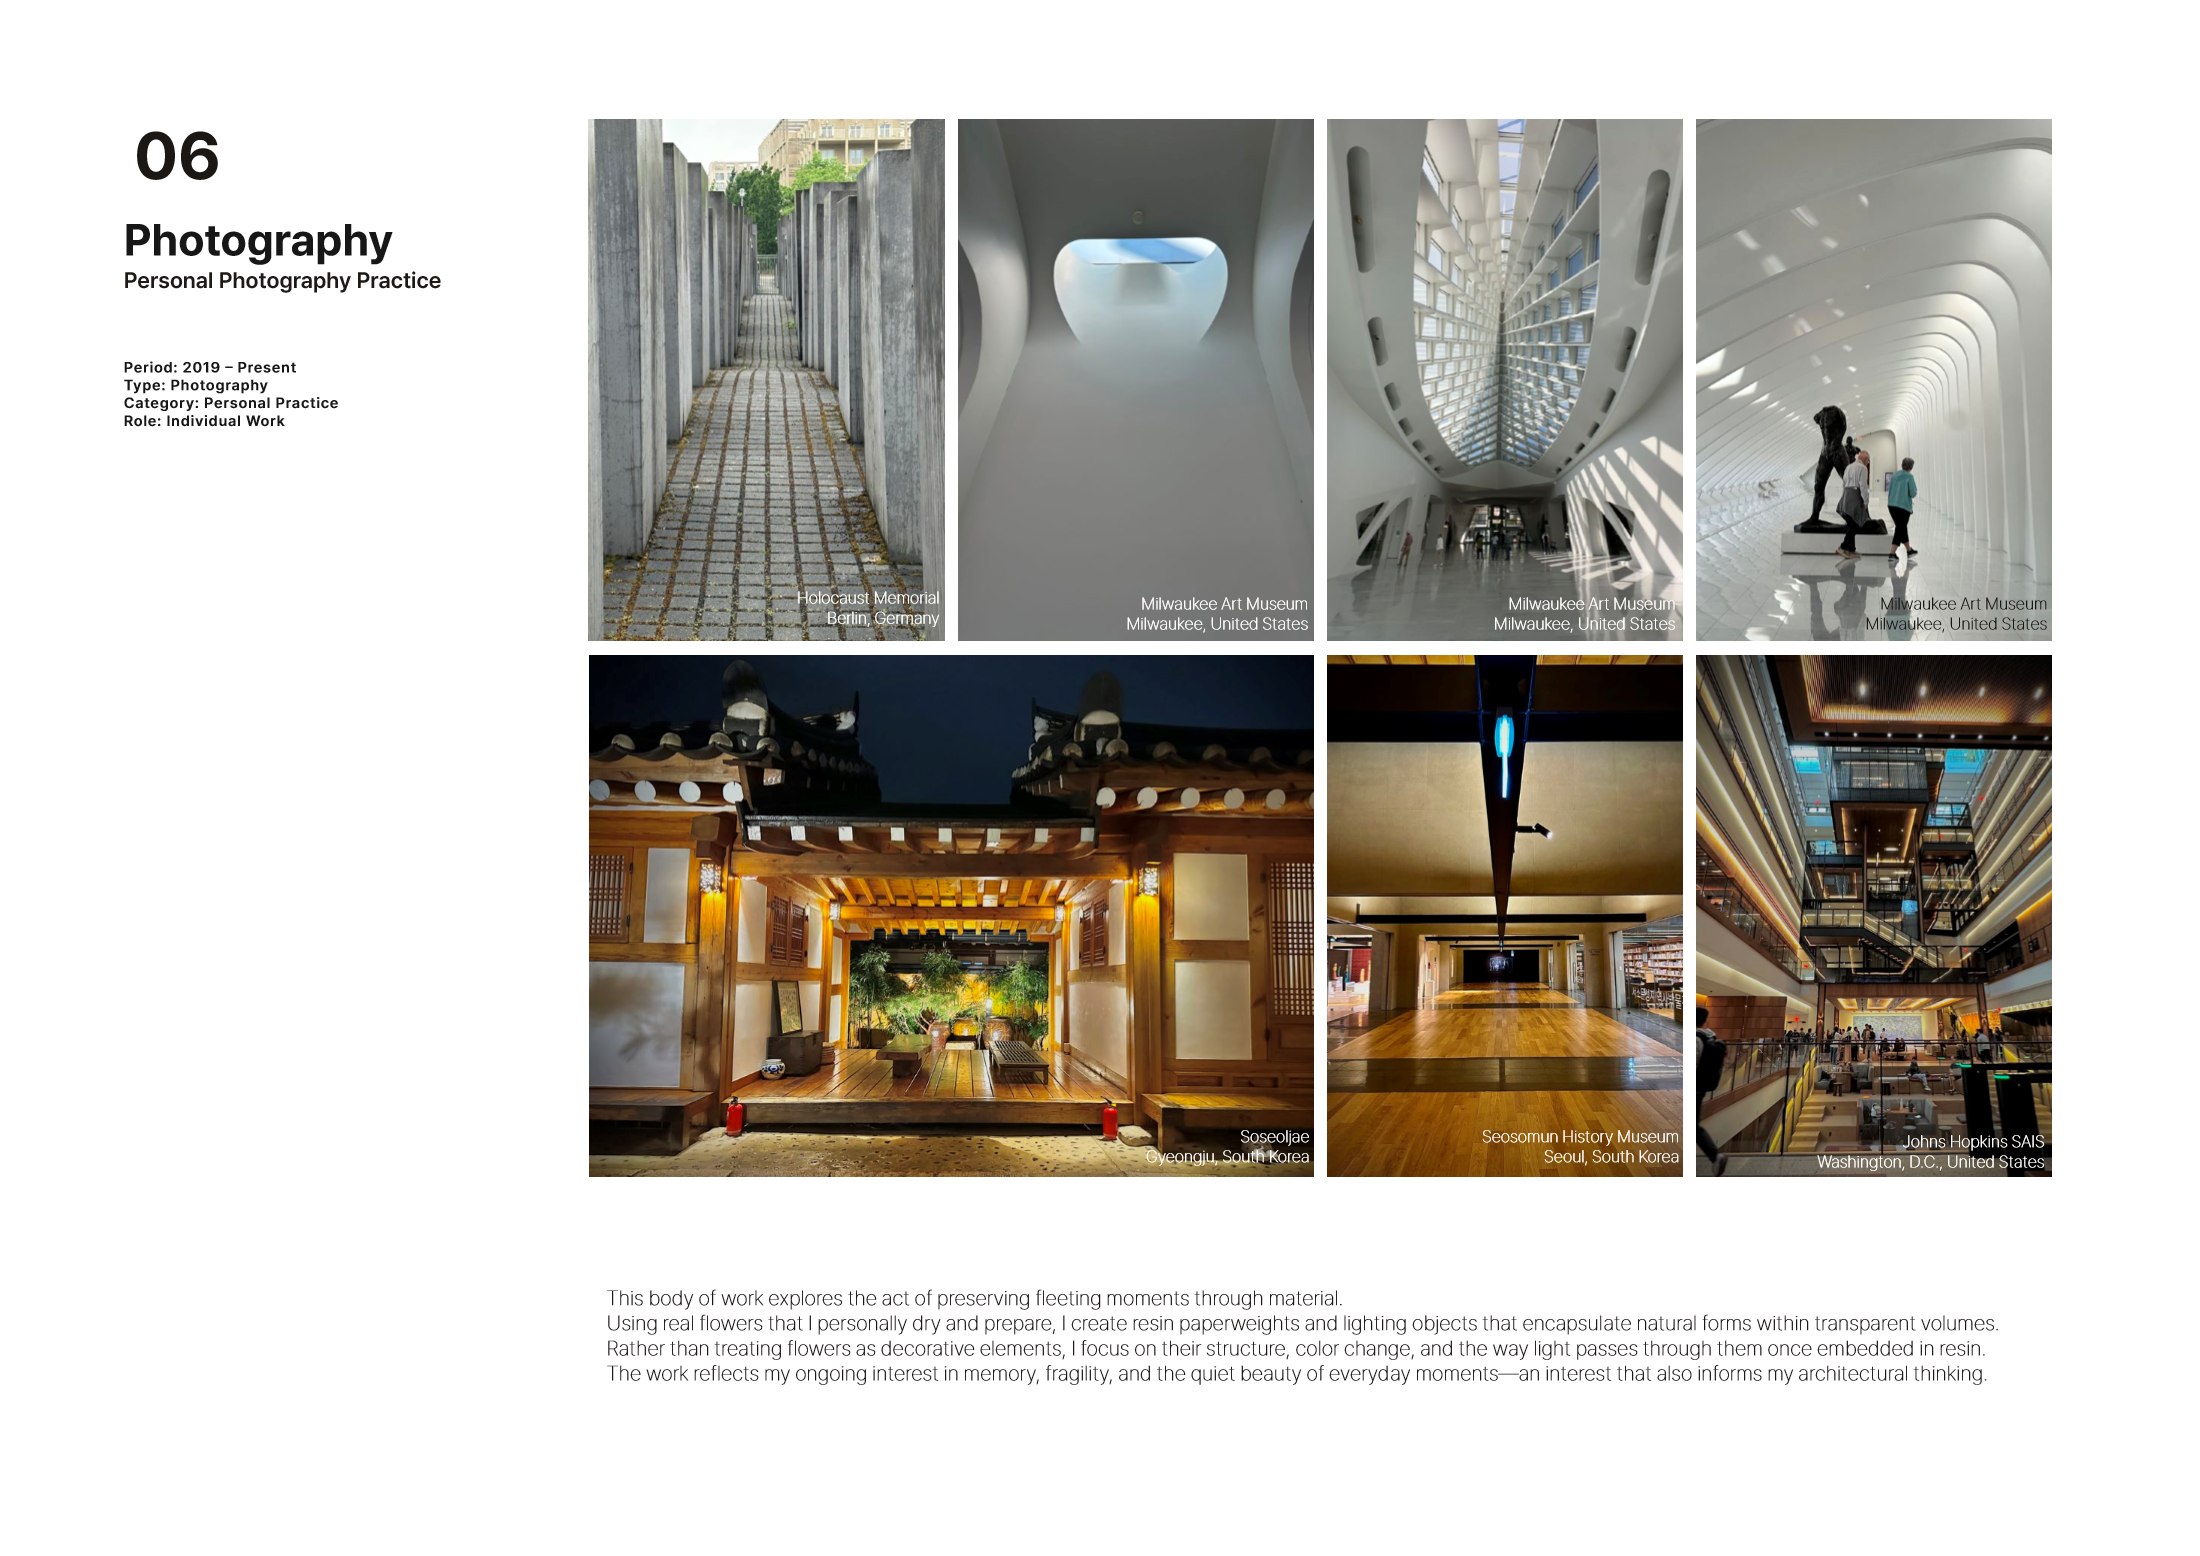 06
Photography
Personal Photography Practice
Period: 2019 – Present
Type: Photography
Category: Personal Practice
Role: Individual Work
Holocaust Memorial
Berlin, Germany
Milwaukee Art Museum
Milwaukee, United States
Milwaukee Art Museum
Milwaukee, United States
Milwaukee Art Museum
Milwaukee, United States
Soseoljae
Gyeongju, South Korea
Seosomun History Museum
Seoul, South Korea
Johns Hopkins SAIS
Washington, D.C., United States
This body of work explores the act of preserving fleeting moments through material.
Using real flowers that I personally dry and prepare, I create resin paperweights and lighting objects that encapsulate natural forms within transparent volumes.
Rather than treating flowers as decorative elements, I focus on their structure, color change, and the way light passes through them once embedded in resin.
The work reflects my ongoing interest in memory, fragility, and the quiet beauty of everyday moments—an interest that also informs my architectural thinking.